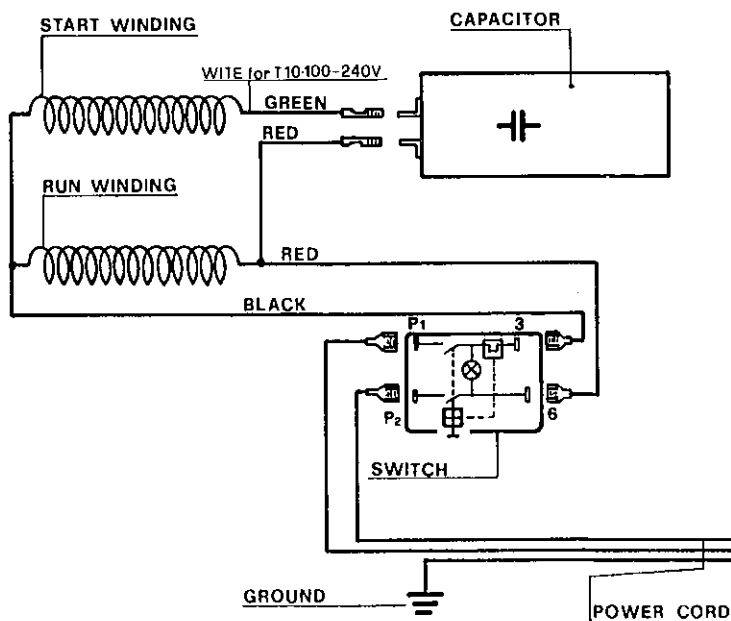 START WINDING
CAPACITOR
WITE for T10-100-240V
GREEN
RED
RUN WINDING
RED
BLACK
P1 3
P2 6
SWITCH
GROUND
POWER CORD